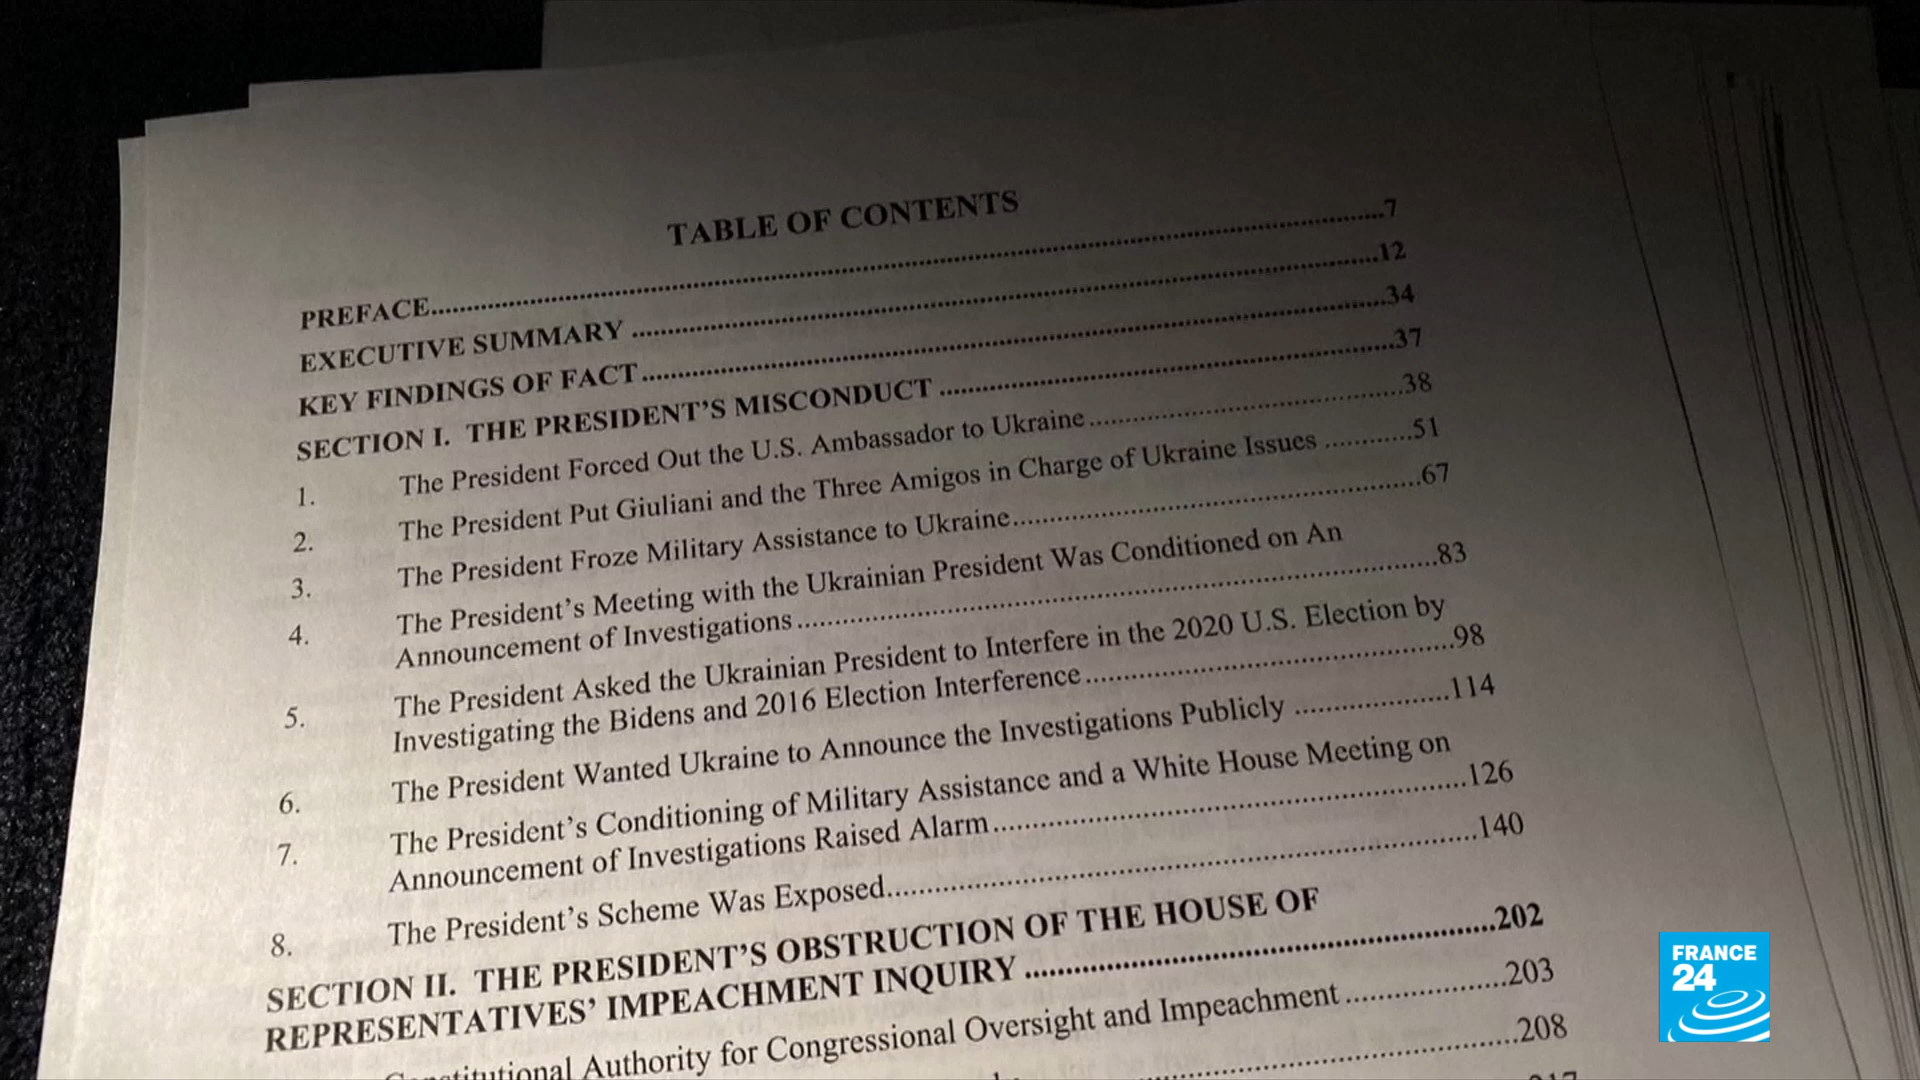 TABLE OF CONTENTS
PREFACE..........7
EXECUTIVE SUMMARY..........12
KEY FINDINGS OF FACT..........34
SECTION I. THE PRESIDENT'S MISCONDUCT..........37
1. The President Forced Out the U.S. Ambassador to Ukraine..........38
2. The President Put Giuliani and the Three Amigos in Charge of Ukraine Issues..........51
3. The President Froze Military Assistance to Ukraine..........67
4. The President's Meeting with the Ukrainian President Was Conditioned on An
Announcement of Investigations..........83
5. The President Asked the Ukrainian President to Interfere in the 2020 U.S. Election by
Investigating the Bidens and 2016 Election Interference..........98
6. The President Wanted Ukraine to Announce the Investigations Publicly..........114
7. The President's Conditioning of Military Assistance and a White House Meeting on
Announcement of Investigations Raised Alarm..........126
8. The President's Scheme Was Exposed..........140
SECTION II. THE PRESIDENT'S OBSTRUCTION OF THE HOUSE OF
REPRESENTATIVES' IMPEACHMENT INQUIRY..........202
Authority for Congressional Oversight and Impeachment..........203
..........208
FRANCE
24